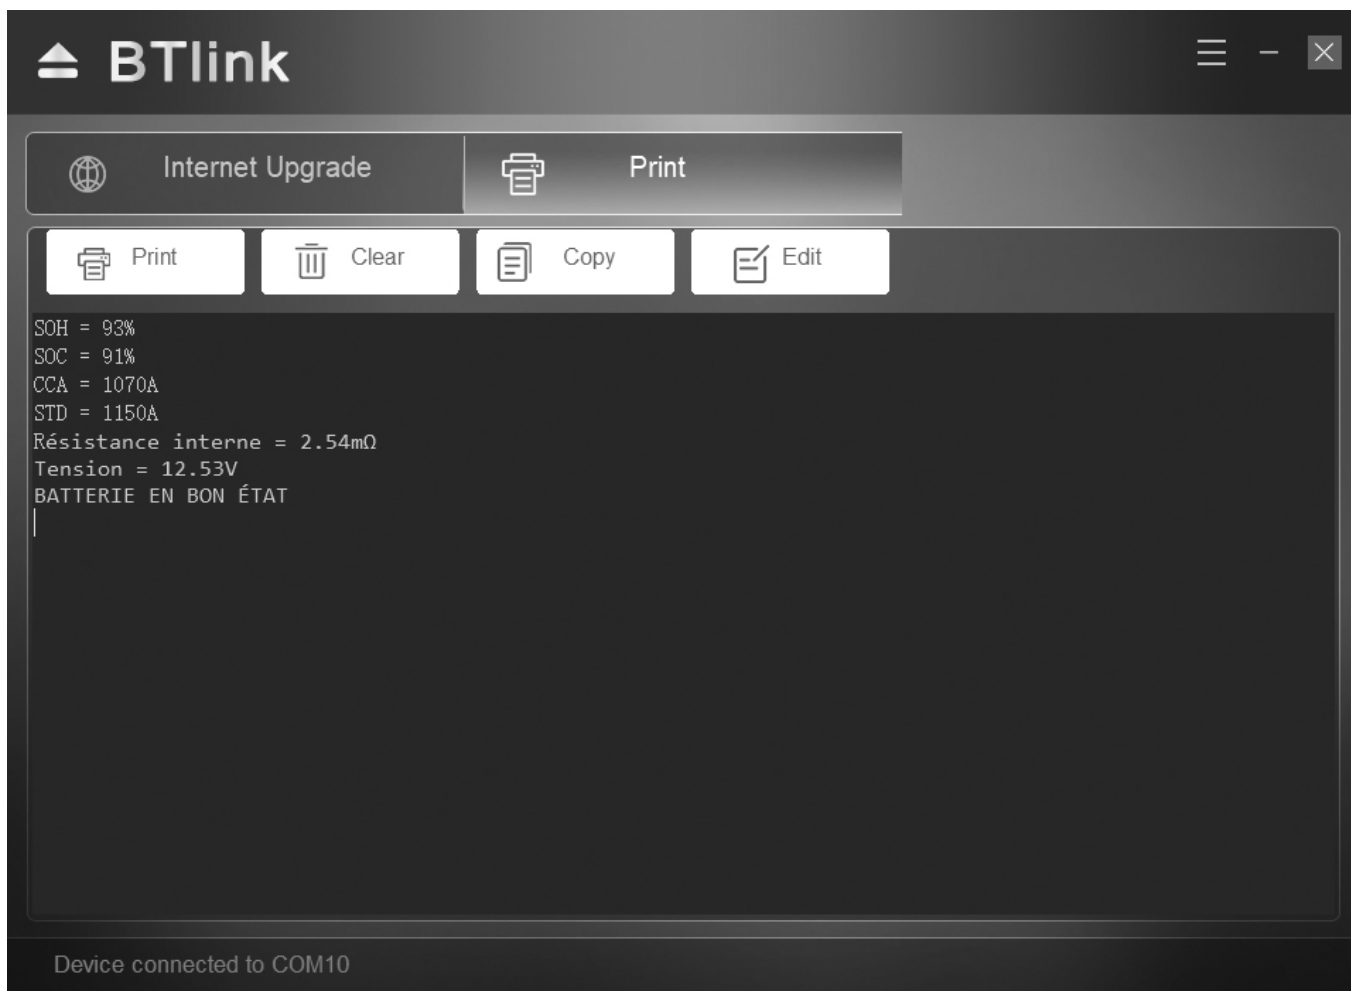 BTlink
Internet Upgrade
Print
Print
Clear
Copy
Edit
SOH = 93%
SOC = 91%
CCA = 1070A
STD = 1150A
Résistance interne = 2.54mΩ
Tension = 12.53V
BATTERIE EN BON ÉTAT
Device connected to COM10